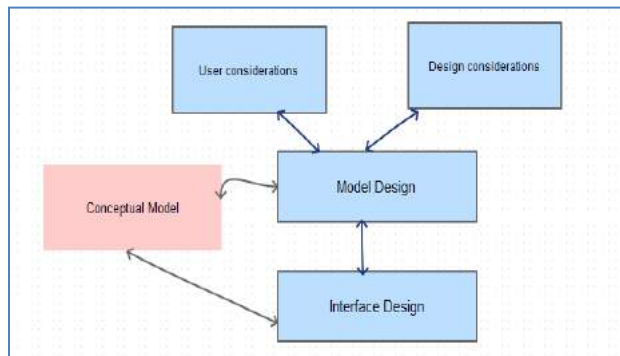 User considerations
Design considerations
Model Design
Conceptual Model
Interface Design